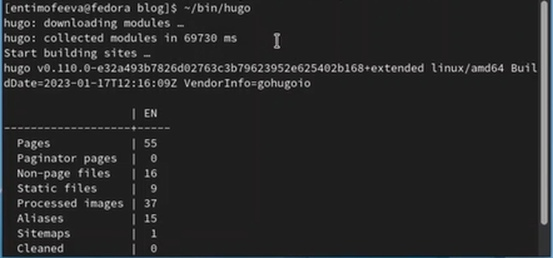 [entimofeeva@fedora blog]$ ~/bin/hugo
hugo: downloading modules …
hugo: collected modules in 69730 ms
Start building sites …
hugo v0.110.0-e32a493b7826d02763c3b79623952e625402b168+extended linux/amd64 Buil
dDate=2023-01-17T12:16:09Z VendorInfo=gohugoio
| EN
-------------------+-----
Pages | 55
Paginator pages | 0
Non-page files | 16
Static files | 9
Processed images | 37
Aliases | 15
Sitemaps | 1
Cleaned | 0